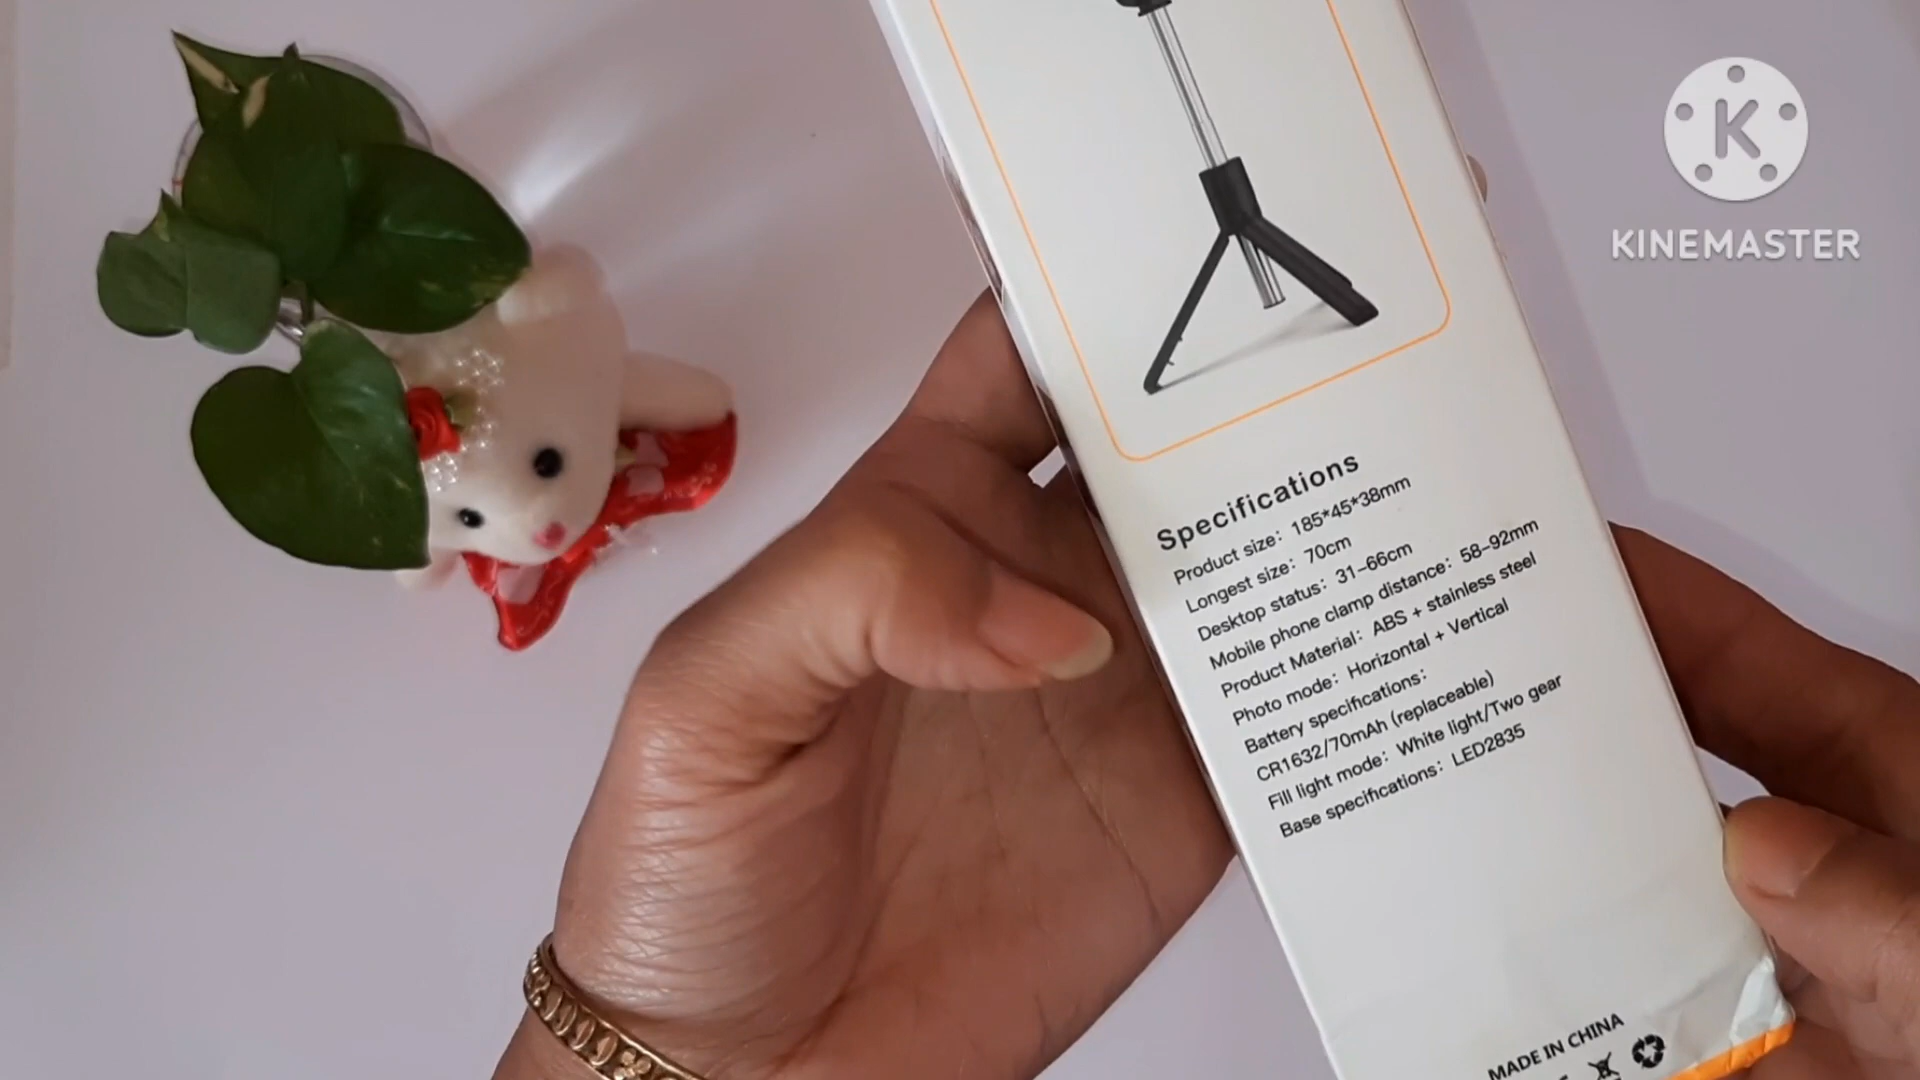 K
KINEMASTER
Specifications
Product size: 185*45*38mm
Longest size: 70cm
Desktop status: 31-66cm
Mobile phone clamp distance: 58-92mm
Product Material: ABS + stainless steel
Photo mode: Horizontal + Vertical
Battery specifications:
CR1632/70mAh (replaceable)
Fill light mode: White light/Two gear
Base specifications: LED2835
MADE IN CHINA